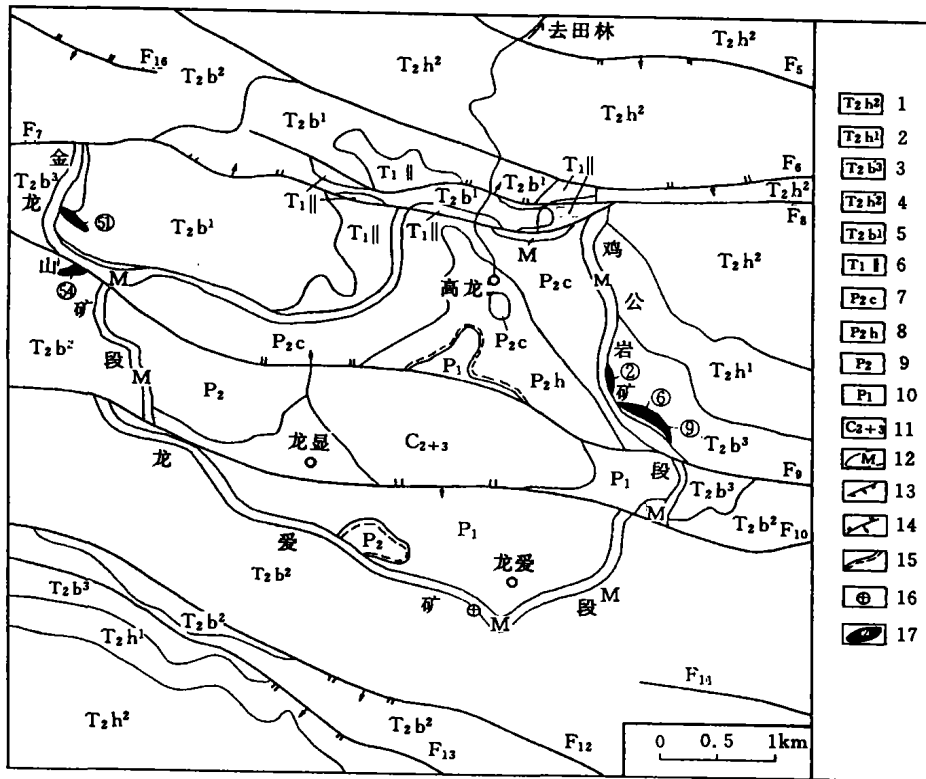 去田林
T₂h²
F₅
F₁₆
T₂b²
T₂h²
T₂h²
T₂b¹
F₇
F₆
金
T₁∥
T₂b¹
T₁∥
T₂b³
T₁∥
T₂b¹
T₂h²
F₈
龙
T₁∥
T₁∥
M
鸡
51
T₂b¹
T₂h²
山
M
高龙
P₂c
M
公
54
矿
P₂c
P₂c
岩
T₂b²
段
P₁
P₂h
②
T₂h¹
M
P₂
矿
⑥
⑨
龙
龙显
C₂₊₃
T₂b³
P₁
段
F₉
T₂b³
M
T₂b²
F₁₀
爱
P₂
P₁
T₂b²
龙爱
T₂b³
矿
M
段
M
T₂h¹
T₂b²
F₁₄
T₂h²
T₂b²
F₁₃
F₁₂
0 0.5 1km
T₂h² 1
T₂h¹ 2
T₂b³ 3
T₂h² 4
T₂b¹ 5
T₁∥ 6
P₂c 7
P₂h 8
P₂ 9
P₁ 10
C₂₊₃ 11
M 12
13
14
15
16
17